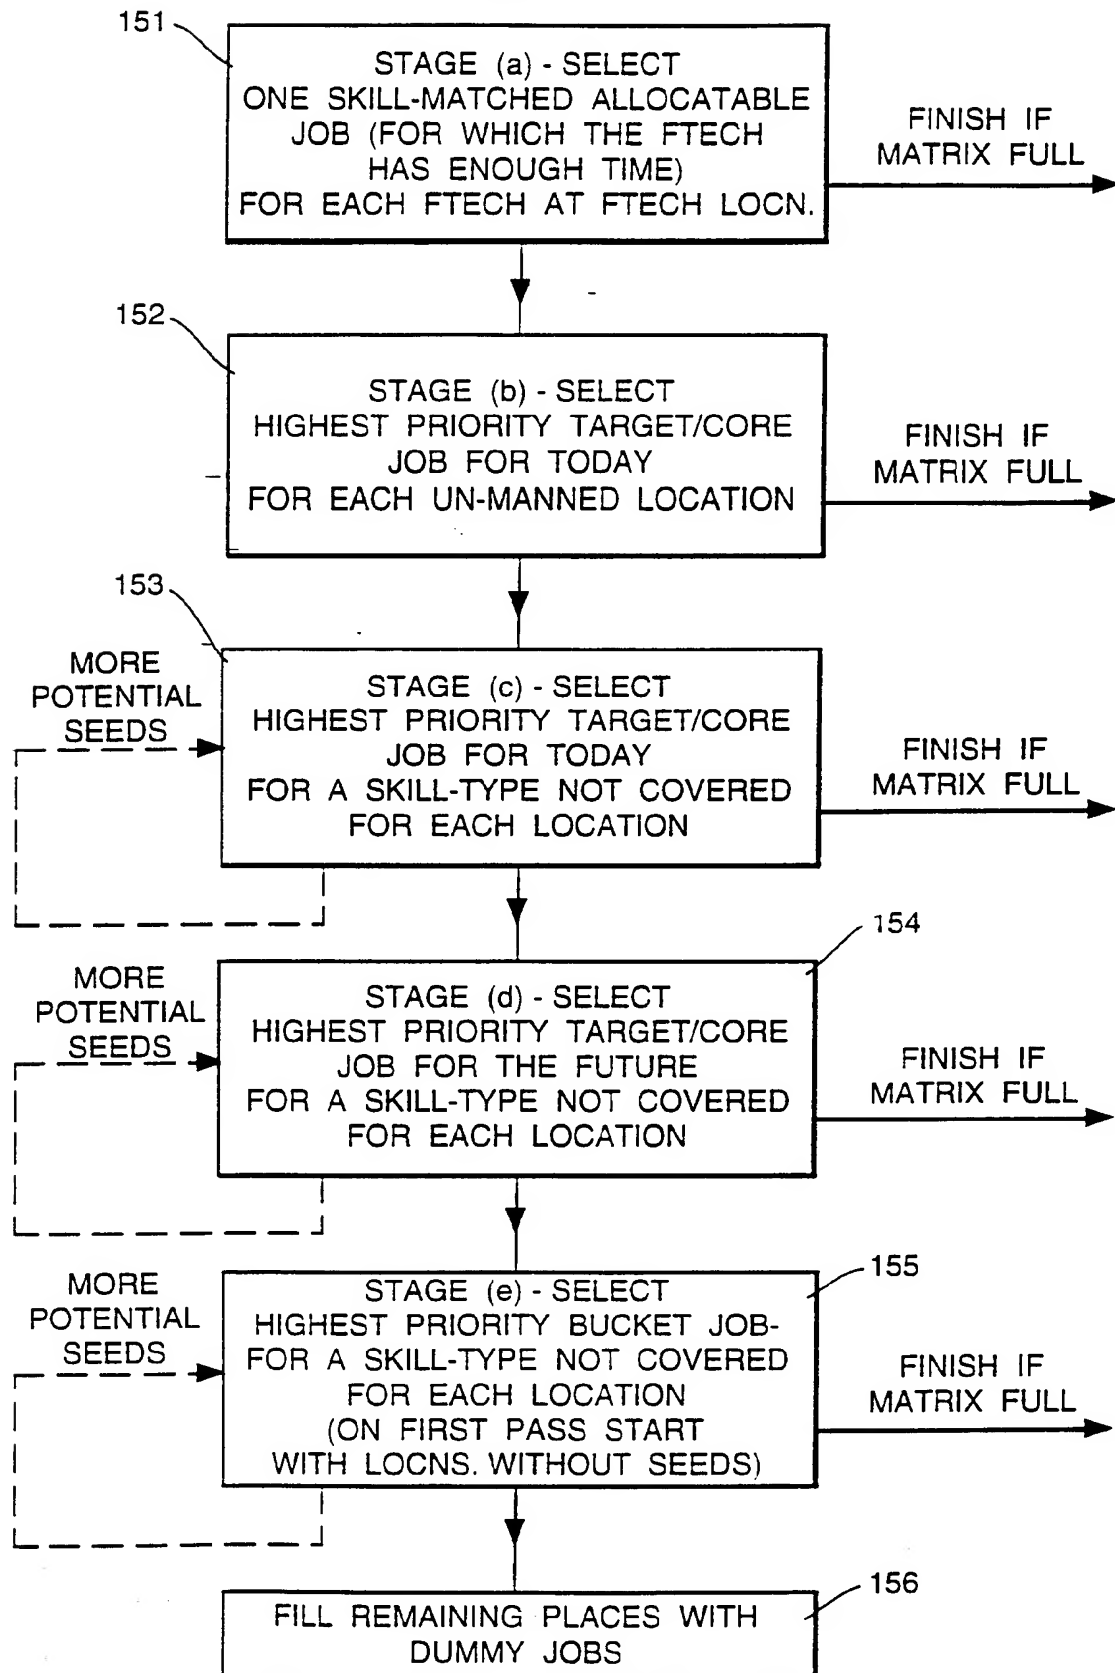 151
STAGE (a) - SELECT
ONE SKILL-MATCHED ALLOCATABLE
JOB (FOR WHICH THE FTECH
HAS ENOUGH TIME)
FOR EACH FTECH AT FTECH LOCN.
FINISH IF
MATRIX FULL
152
STAGE (b) - SELECT
HIGHEST PRIORITY TARGET/CORE
JOB FOR TODAY
FOR EACH UN-MANNED LOCATION
FINISH IF
MATRIX FULL
153
MORE
POTENTIAL
SEEDS
STAGE (c) - SELECT
HIGHEST PRIORITY TARGET/CORE
JOB FOR TODAY
FOR A SKILL-TYPE NOT COVERED
FOR EACH LOCATION
FINISH IF
MATRIX FULL
154
MORE
POTENTIAL
SEEDS
STAGE (d) - SELECT
HIGHEST PRIORITY TARGET/CORE
JOB FOR THE FUTURE
FOR A SKILL-TYPE NOT COVERED
FOR EACH LOCATION
FINISH IF
MATRIX FULL
155
MORE
POTENTIAL
SEEDS
STAGE (e) - SELECT
HIGHEST PRIORITY BUCKET JOB-
FOR A SKILL-TYPE NOT COVERED
FOR EACH LOCATION
(ON FIRST PASS START
WITH LOCNS. WITHOUT SEEDS)
FINISH IF
MATRIX FULL
156
FILL REMAINING PLACES WITH
DUMMY JOBS